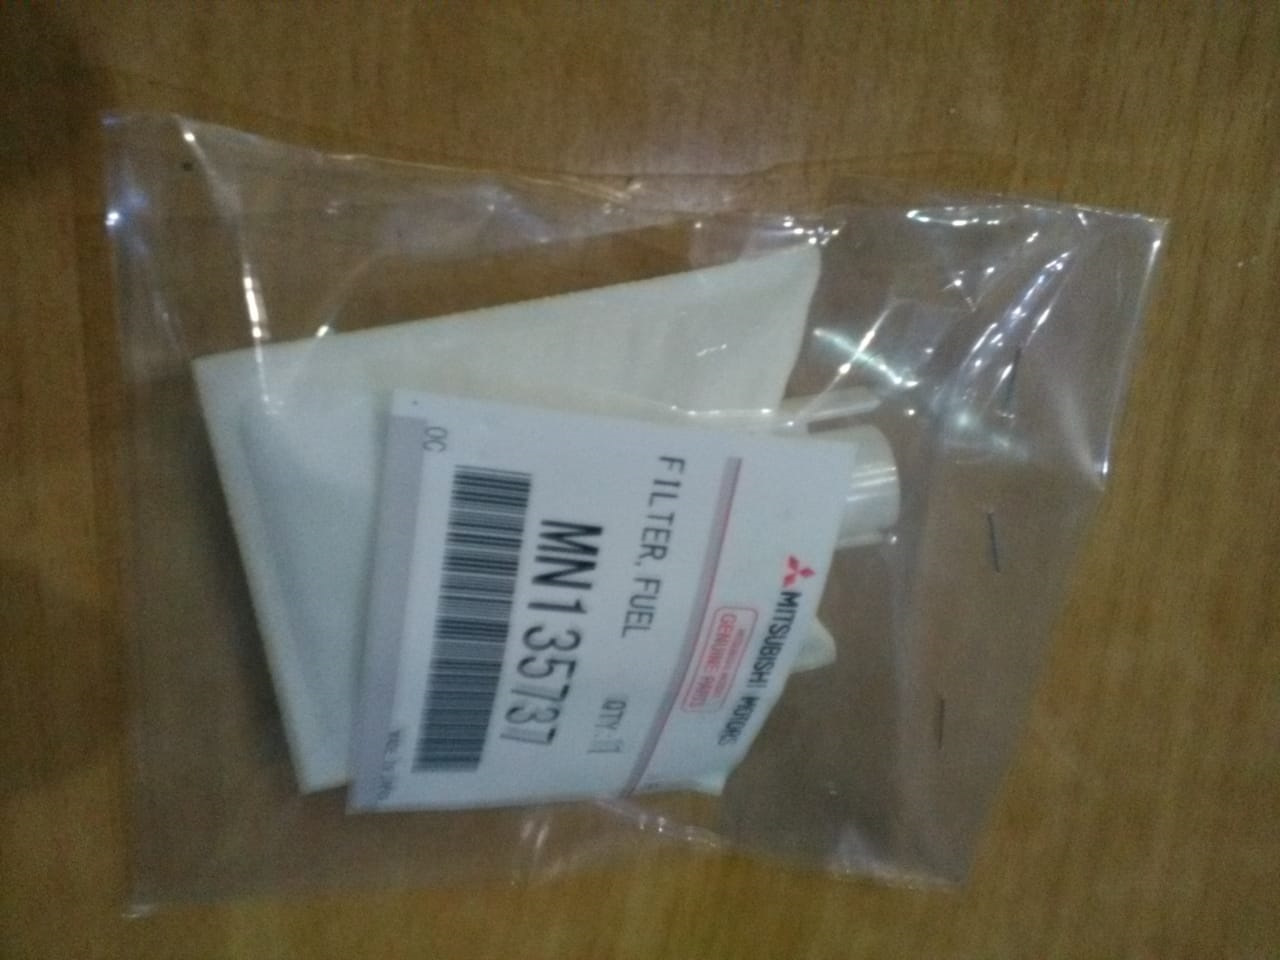 MITSUBISHI MOTORS
GENUINE PARTS
FILTER, FUEL
QTY:1
MN135737
OC